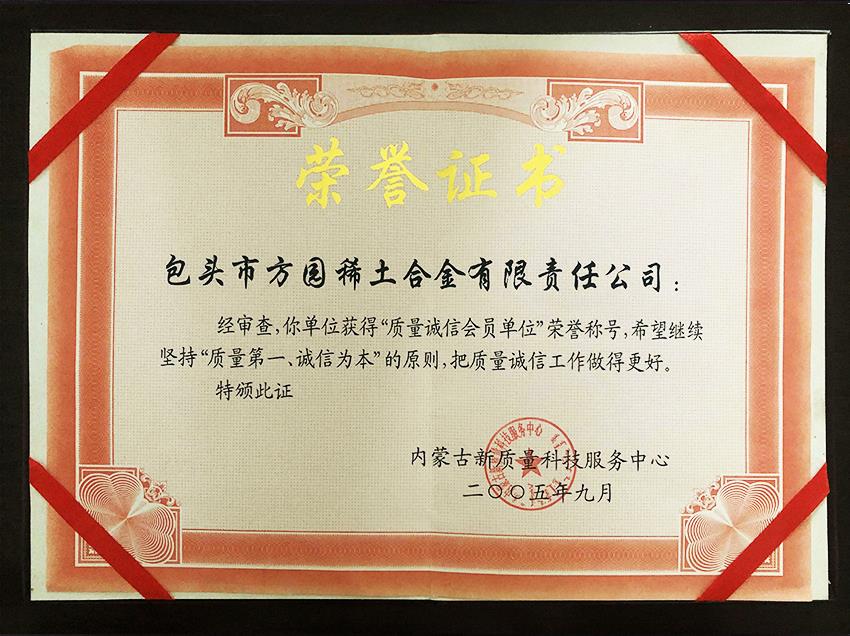 荣誉证书
包头市方园稀土合金有限责任公司：
经审查，你单位获得“质量诚信会员单位”荣誉称号，希望继续
坚持“质量第一、诚信为本”的原则，把质量诚信工作做得更好。
特颁此证
内蒙古新质量科技服务中心
二〇〇五年九月